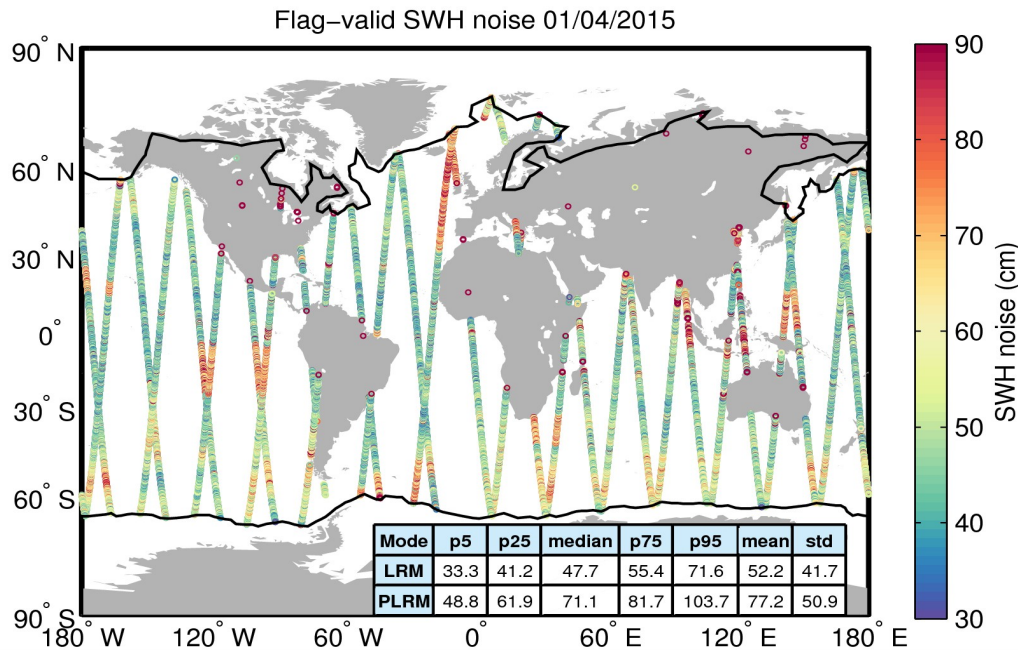 Flag-valid SWH noise 01/04/2015
90° N
60° N
30° N
0°
30° S
60° S
90° S
180° W
120° W
60° W
0°
60° E
120° E
180° E
Mode p5 p25 median p75 p95 mean std
LRM 33.3 41.2 47.7 55.4 71.6 52.2 41.7
PLRM 48.8 61.9 71.1 81.7 103.7 77.2 50.9
90
80
70
60
50
40
30
SWH noise (cm)